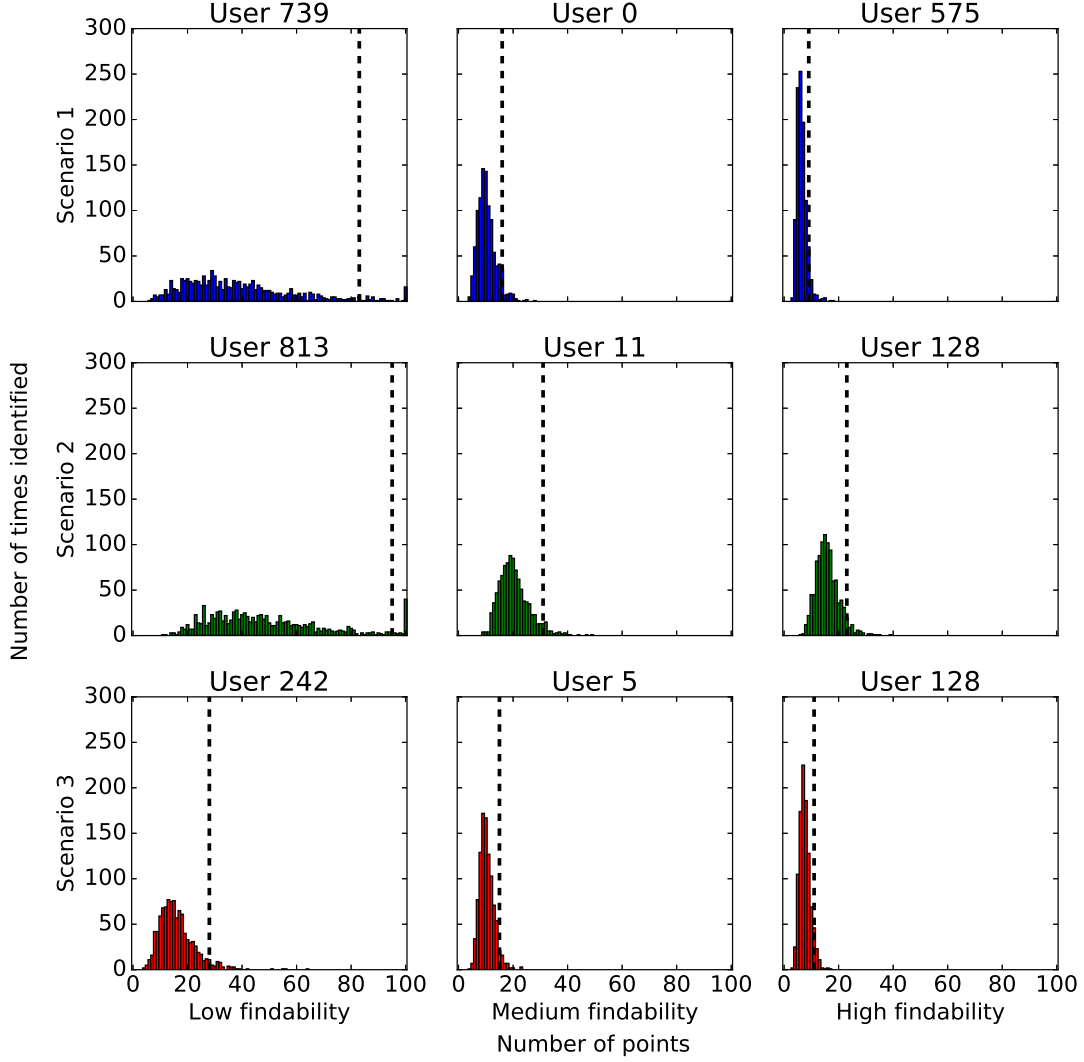 User 739 User 0 User 575
300
250
200
150
100
50
0
Scenario 1
User 813 User 11 User 128
300
250
200
150
100
50
0
Scenario 2
Number of times identified
User 242 User 5 User 128
300
250
200
150
100
50
0
Scenario 3
0 20 40 60 80 100 0 20 40 60 80 100 0 20 40 60 80 100
Low findability Medium findability High findability
Number of points